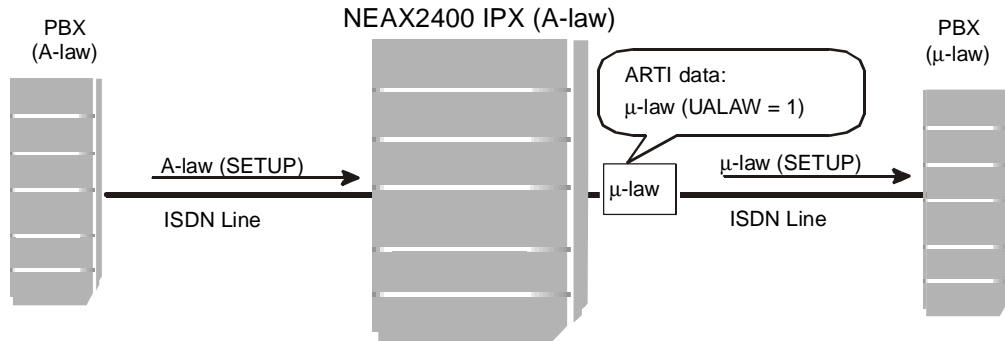 NEAX2400 IPX (A-law)
PBX
(A-law)
PBX
(μ-law)
ARTI data:
μ-law (UALAW = 1)
A-law (SETUP)
ISDN Line
μ-law
μ-law (SETUP)
ISDN Line